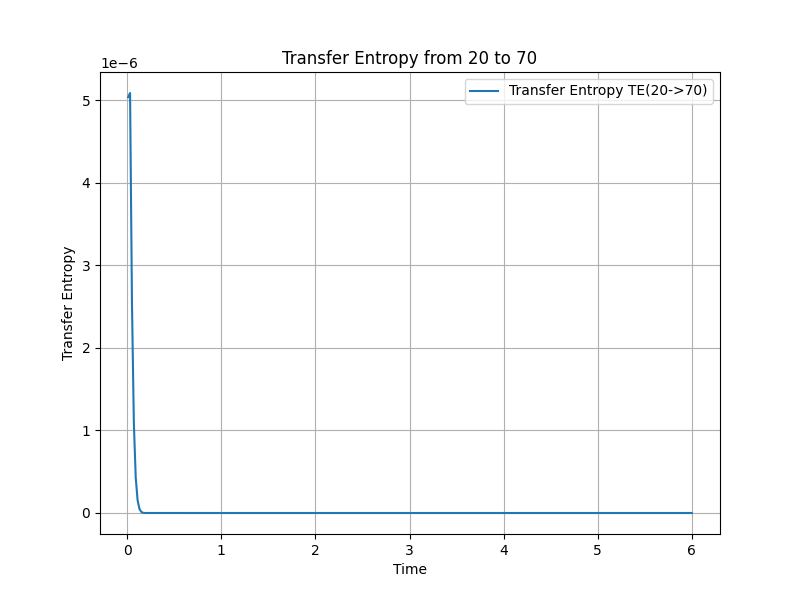 Transfer Entropy from 20 to 70
1e−6
Transfer Entropy TE(20->70)
5
4
3
2
1
0
Transfer Entropy
0 1 2 3 4 5 6
Time